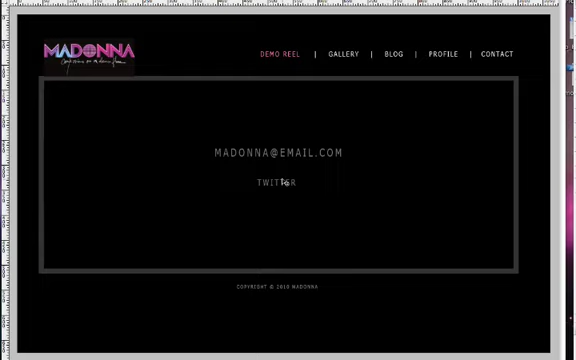 MADONNA
DEMO REEL | GALLERY | BLOG | PROFILE | CONTACT
MADONNA@EMAIL.COM
TWITTER
COPYRIGHT © 2010 MADONNA